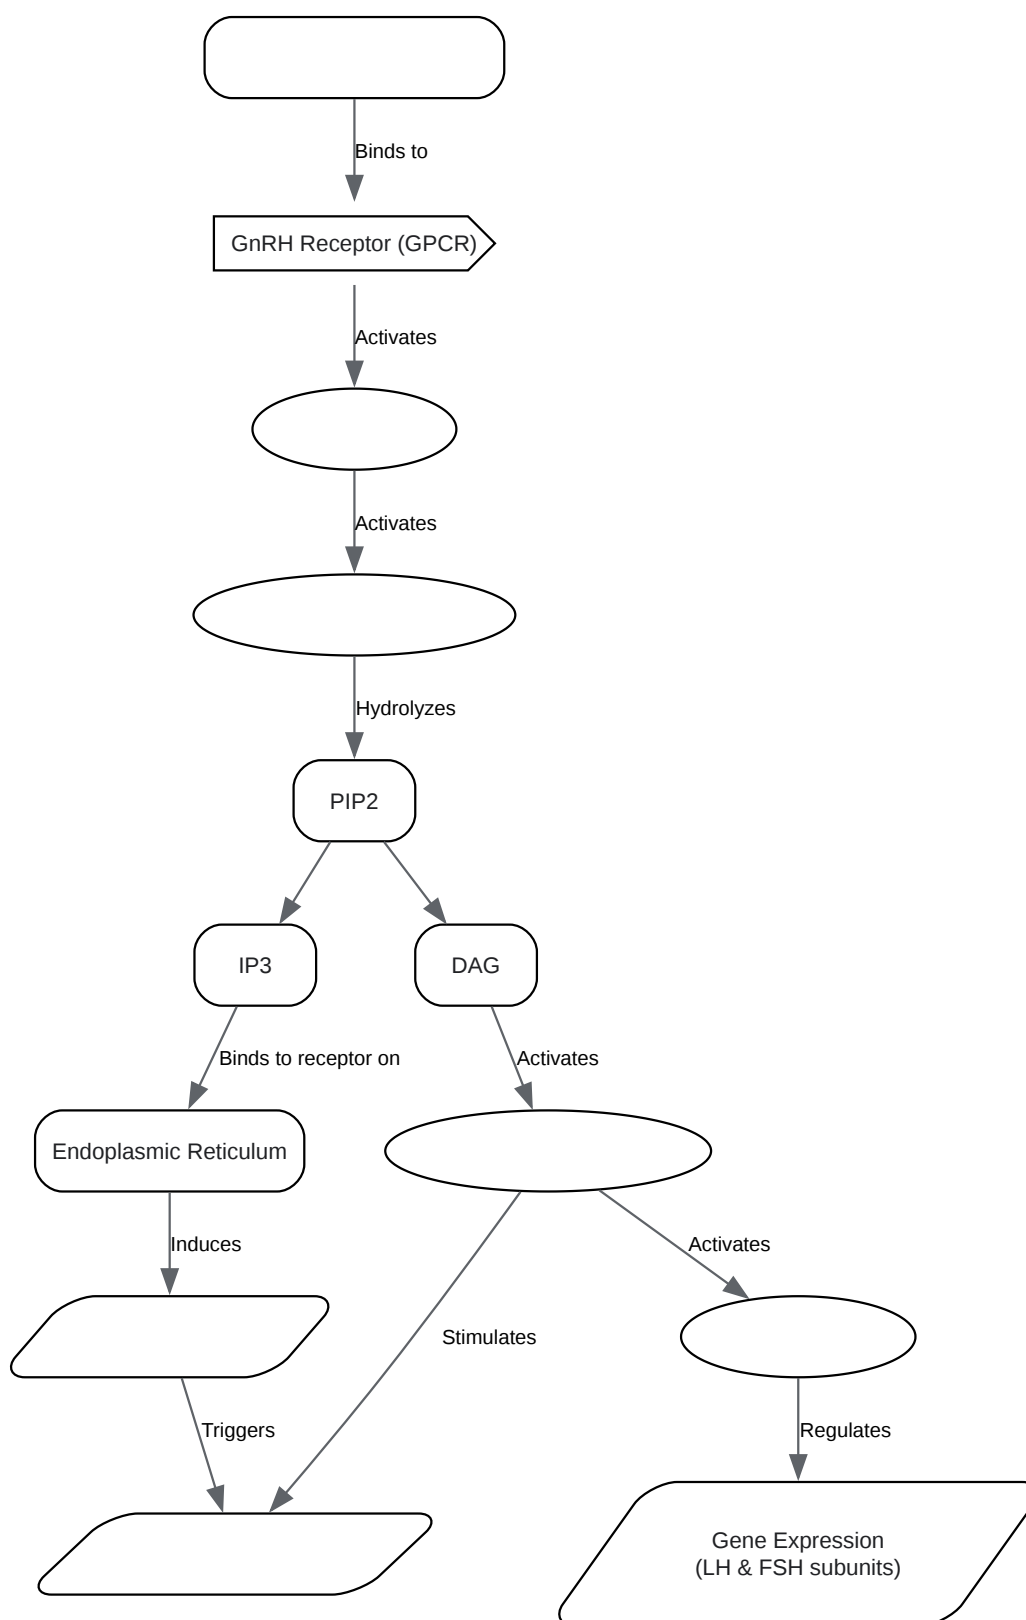 Binds to
GnRH Receptor (GPCR)
Activates
Activates
Hydrolyzes
PIP2
IP3
DAG
Binds to receptor on
Activates
Endoplasmic Reticulum
Induces
Activates
Stimulates
Triggers
Regulates
Gene Expression
(LH & FSH subunits)